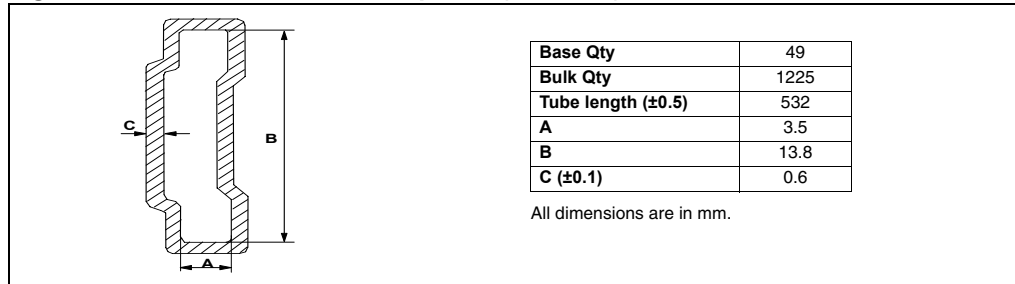 C
B
A
Base Qty 49
Bulk Qty 1225
Tube length (±0.5) 532
A 3.5
B 13.8
C (±0.1) 0.6
All dimensions are in mm.